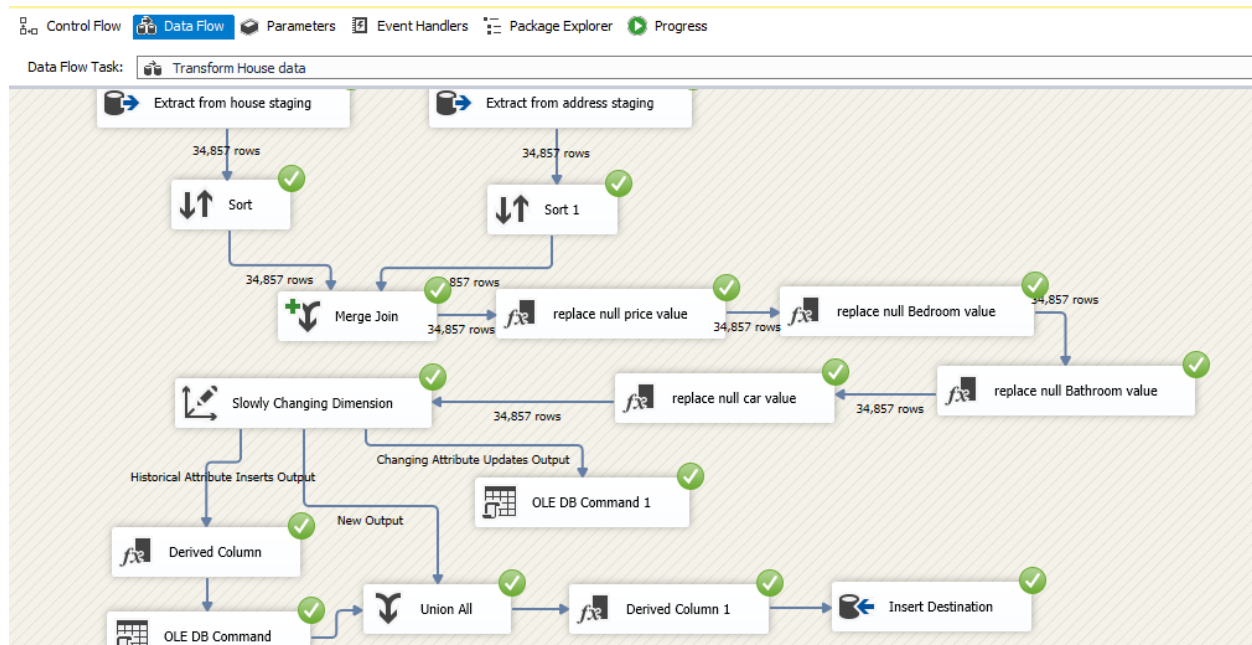 Control Flow
Data Flow
Parameters
Event Handlers
Package Explorer
Progress
Data Flow Task:
Transform House data
Extract from house staging
Extract from address staging
34,857 rows
34,857 rows
Sort
Sort 1
34,857 rows
857 rows
Merge Join
34,857 rows
replace null price value
34,857 rows
replace null Bedroom value
34,857 rows
replace null Bathroom value
34,857 rows
replace null car value
34,857 rows
Slowly Changing Dimension
Historical Attribute Inserts Output
Changing Attribute Updates Output
OLE DB Command 1
New Output
Derived Column
OLE DB Command
Union All
Derived Column 1
Insert Destination